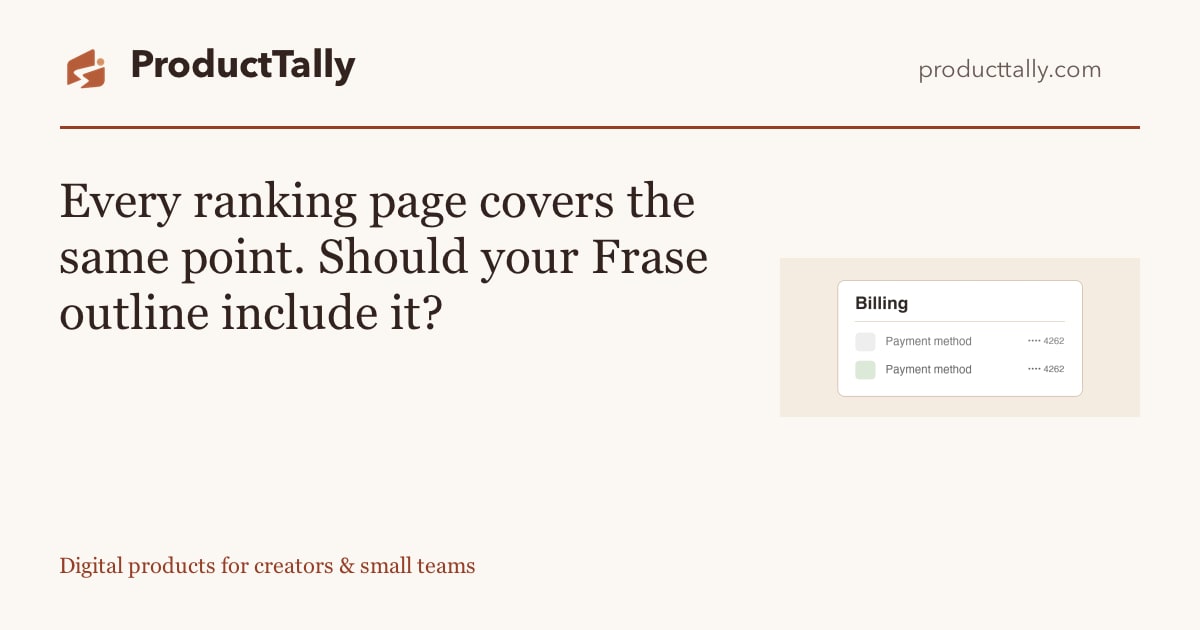 ProductTally
producttally.com
Every ranking page covers the
same point. Should your Frase
outline include it?
Billing
Payment method •••• 4262
Payment method •••• 4262
Digital products for creators & small teams